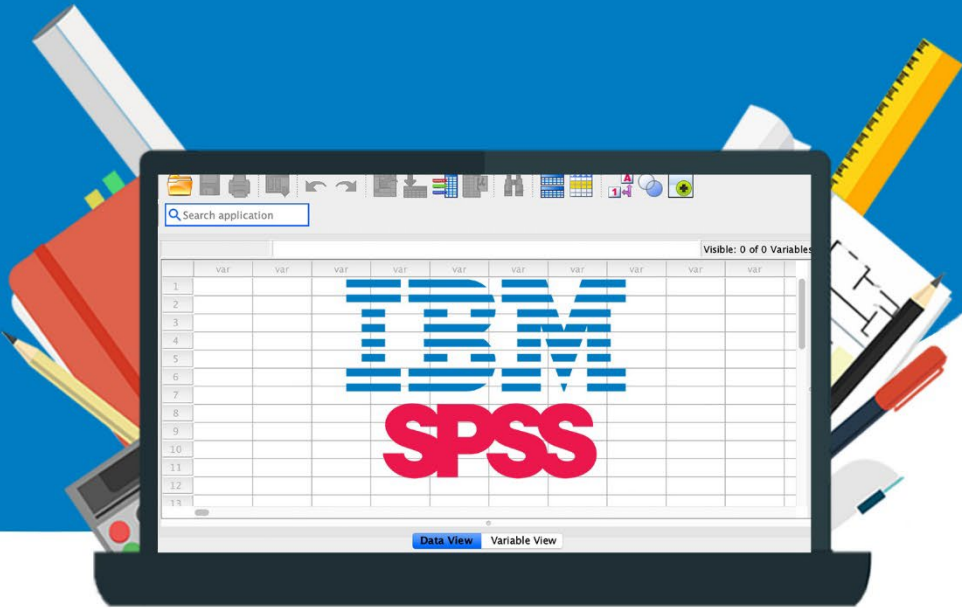 A
1
Search application
Visible: 0 of 0 Variables
var var var var var var var var var var
1
2
3
4
5
6
7
8
9
10
11
12
13
IBM
SPSS
Data View Variable View